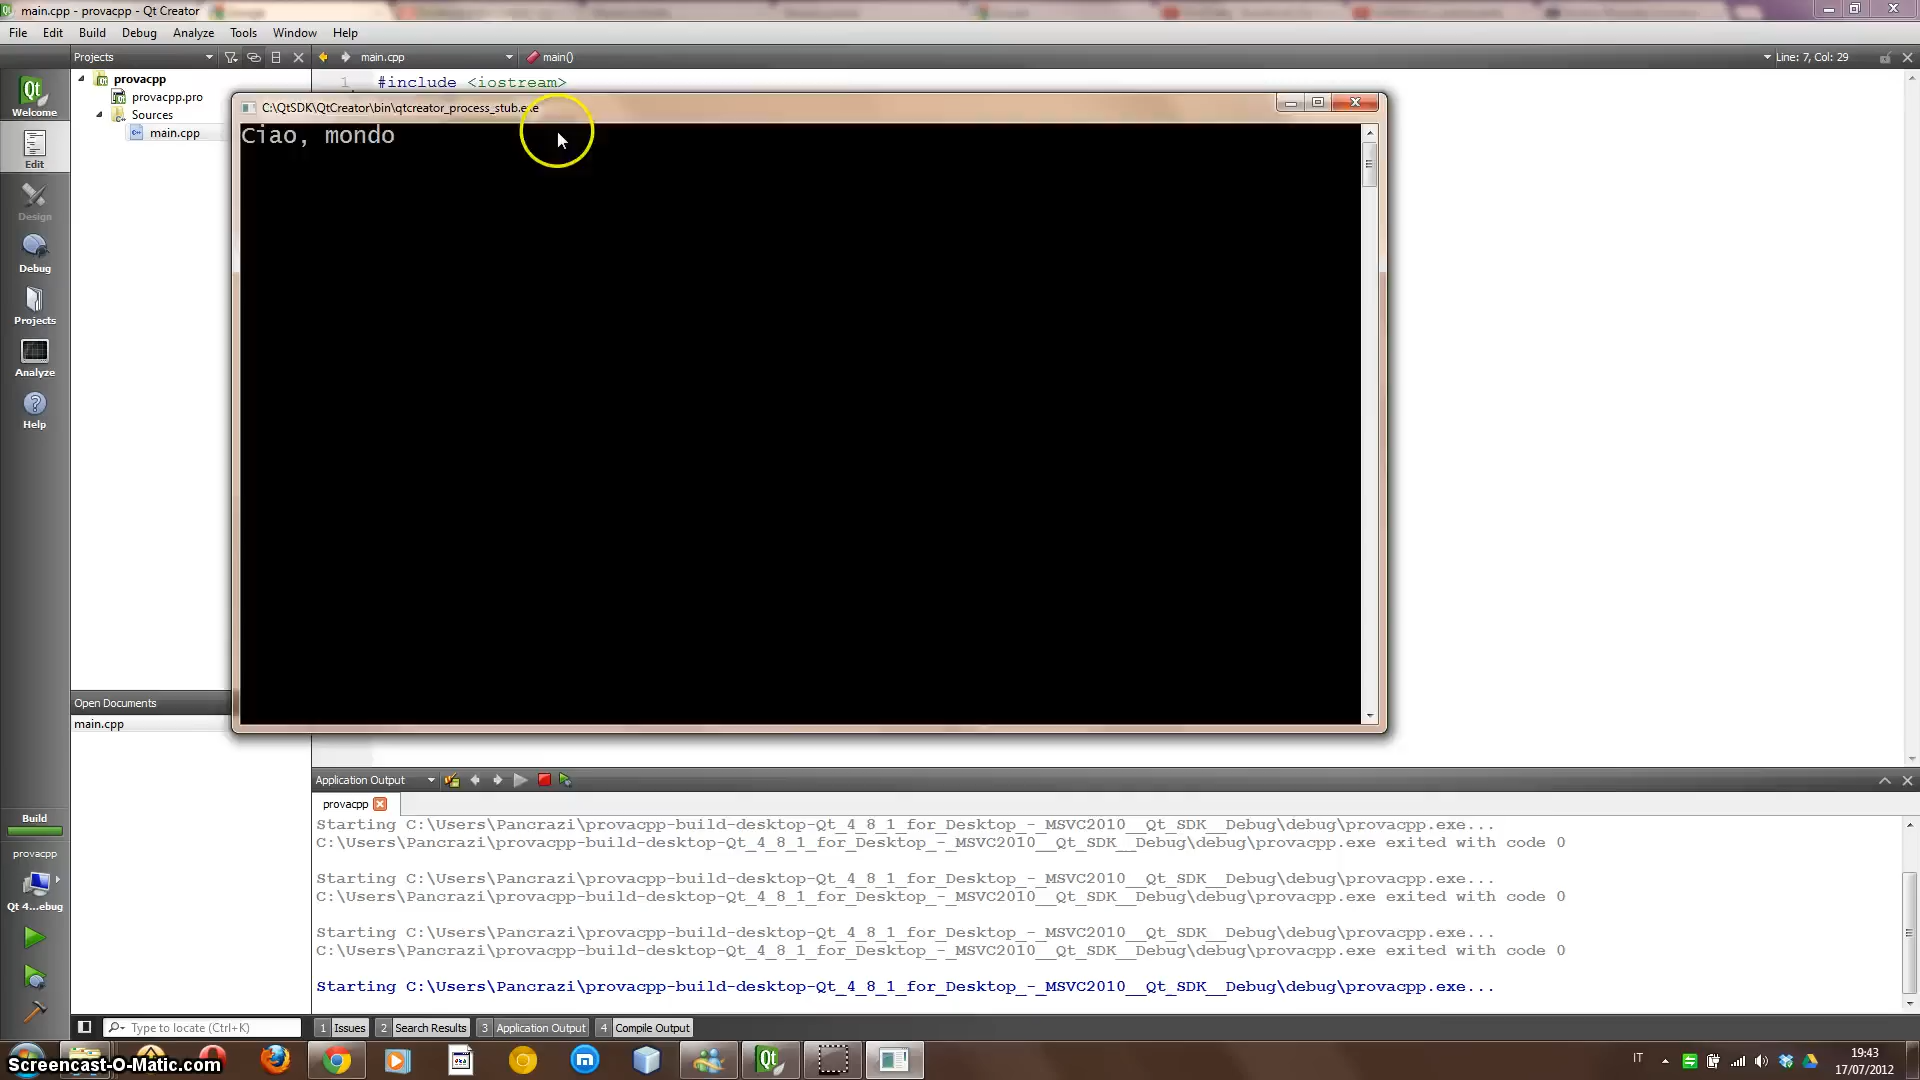 main.cpp - provacpp - Qt Creator
File Edit Build Debug Analyze Tools Window Help
Projects main.cpp main() Line: 7, Col: 29
provacpp
provacpp.pro
Sources
main.cpp
1 #include <iostream>
C:\QtSDK\QtCreator\bin\qtcreator_process_stub.exe
Ciao, mondo
Qt
Welcome
Edit
Design
Debug
Projects
Analyze
Help
Open Documents
main.cpp
Application Output
provacpp
Starting C:\Users\Pancrazi\provacpp-build-desktop-Qt_4_8_1_for_Desktop_-_MSVC2010__Qt_SDK__Debug\debug\provacpp.exe...
C:\Users\Pancrazi\provacpp-build-desktop-Qt_4_8_1_for_Desktop_-_MSVC2010__Qt_SDK__Debug\debug\provacpp.exe exited with code 0
Starting C:\Users\Pancrazi\provacpp-build-desktop-Qt_4_8_1_for_Desktop_-_MSVC2010__Qt_SDK__Debug\debug\provacpp.exe...
C:\Users\Pancrazi\provacpp-build-desktop-Qt_4_8_1_for_Desktop_-_MSVC2010__Qt_SDK__Debug\debug\provacpp.exe exited with code 0
Starting C:\Users\Pancrazi\provacpp-build-desktop-Qt_4_8_1_for_Desktop_-_MSVC2010__Qt_SDK__Debug\debug\provacpp.exe...
C:\Users\Pancrazi\provacpp-build-desktop-Qt_4_8_1_for_Desktop_-_MSVC2010__Qt_SDK__Debug\debug\provacpp.exe exited with code 0
Starting C:\Users\Pancrazi\provacpp-build-desktop-Qt_4_8_1_for_Desktop_-_MSVC2010__Qt_SDK__Debug\debug\provacpp.exe...
Build
provacpp
Qt 4...ebug
Type to locate (Ctrl+K) 1 Issues 2 Search Results 3 Application Output 4 Compile Output
Screencast-O-Matic.com
Qt
IT
19:43
17/07/2012